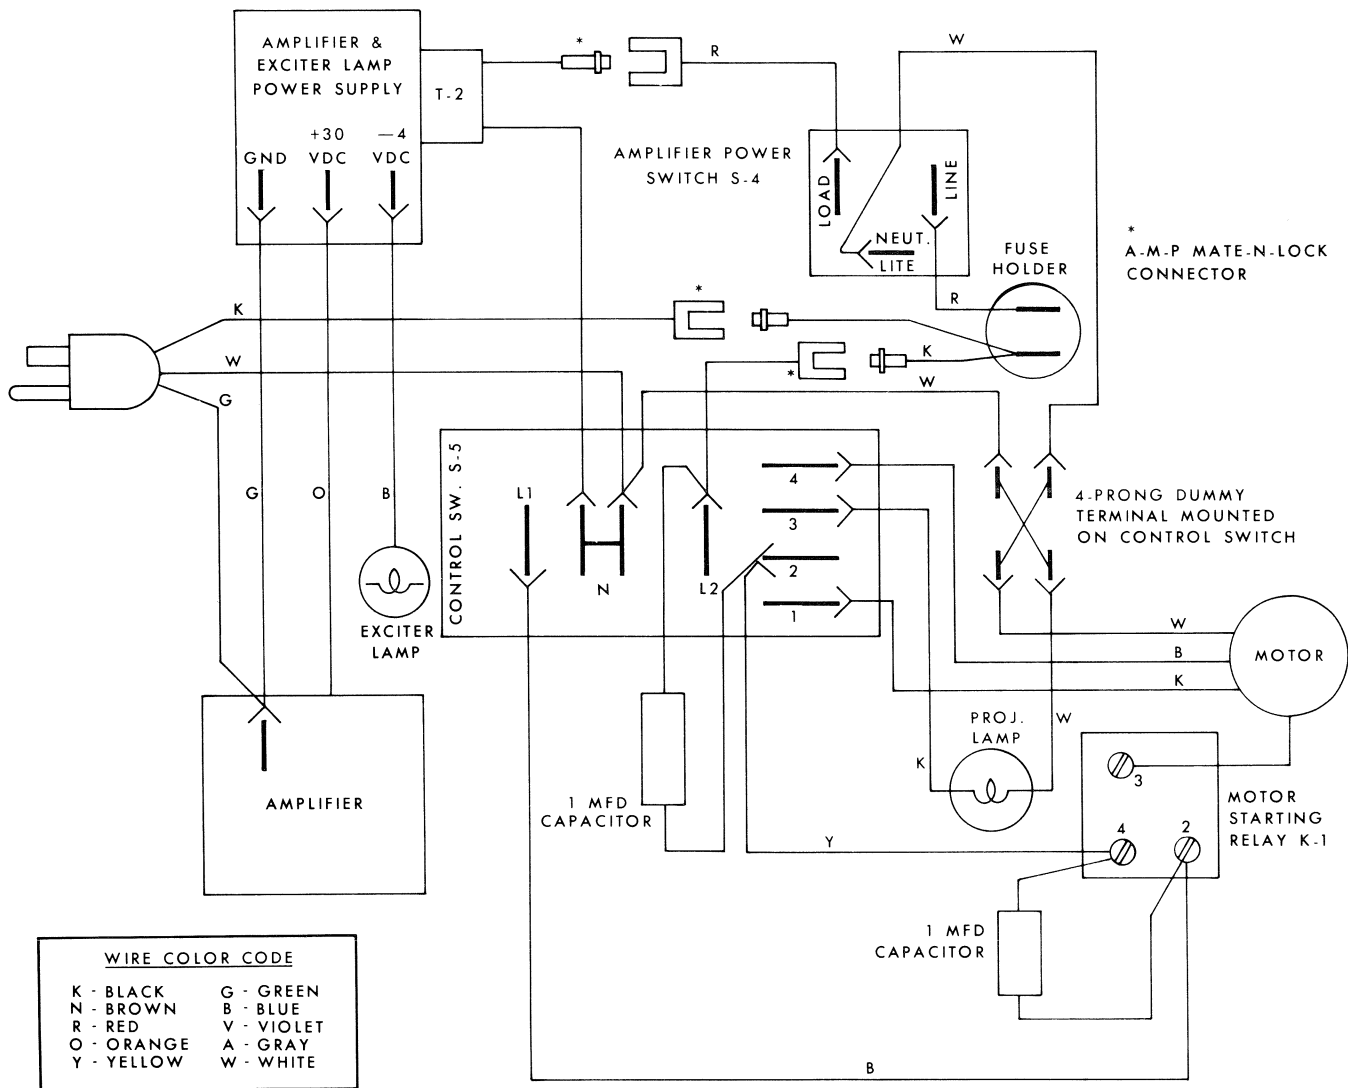 AMPLIFIER &
EXCITER LAMP
POWER SUPPLY
+30
—4
GND
VDC
VDC
T-2
*
R
W
AMPLIFIER POWER
SWITCH S-4
LOAD
LINE
NEUT.
LITE
FUSE
HOLDER
*
A-M-P MATE-N-LOCK
CONNECTOR
R
K
*
K
*
W
W
G
G
O
B
CONTROL SW. S-5
L1
N
L2
4
3
2
1
4-PRONG DUMMY
TERMINAL MOUNTED
ON CONTROL SWITCH
EXCITER
LAMP
W
B
K
MOTOR
PROJ.
LAMP
W
K
3
4
2
MOTOR
STARTING
RELAY K-1
AMPLIFIER
1 MFD
CAPACITOR
Y
1 MFD
CAPACITOR
B
WIRE COLOR CODE
K - BLACK
G - GREEN
N - BROWN
B - BLUE
R - RED
V - VIOLET
O - ORANGE
A - GRAY
Y - YELLOW
W - WHITE